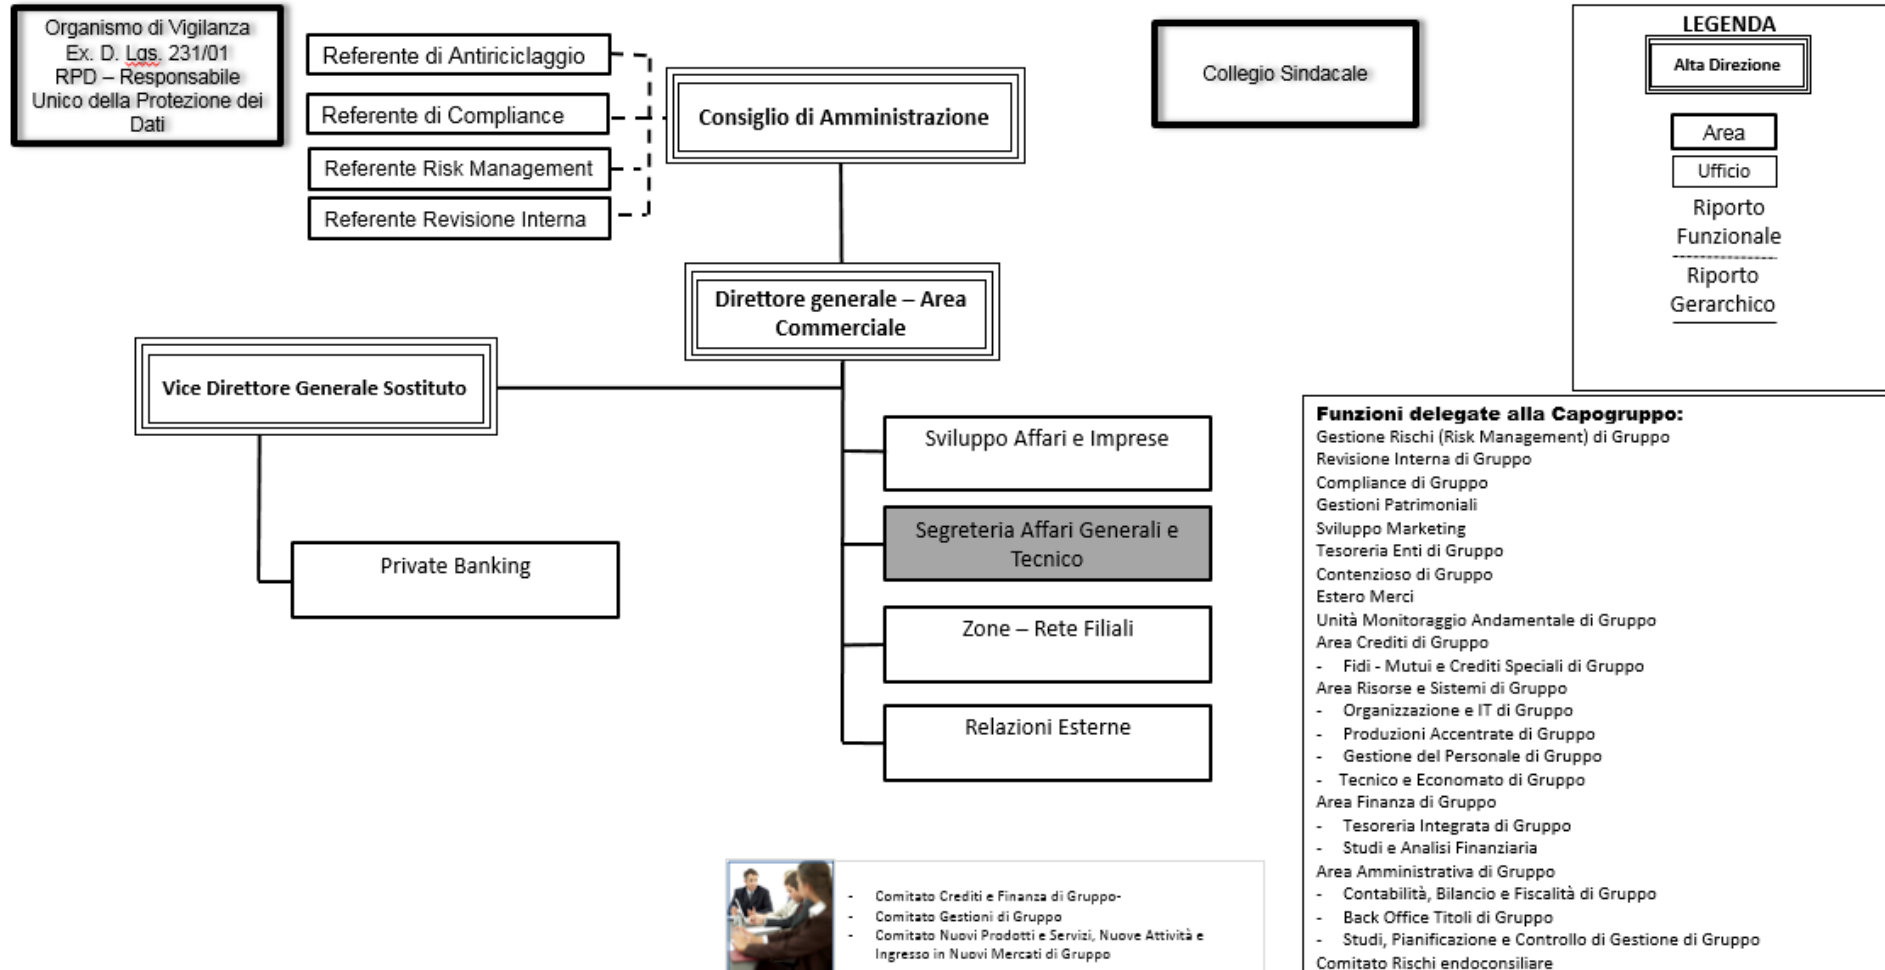 Organismo di Vigilanza
Ex. D. Lgs. 231/01
RPD – Responsabile
Unico della Protezione dei
Dati
Referente di Antiriciclaggio
Referente di Compliance
Referente Risk Management
Referente Revisione Interna
Consiglio di Amministrazione
Collegio Sindacale
LEGENDA
Alta Direzione
Area
Ufficio
Riporto
Funzionale
Riporto
Gerarchico
Direttore generale – Area
Commerciale
Vice Direttore Generale Sostituto
Private Banking
Sviluppo Affari e Imprese
Segreteria Affari Generali e
Tecnico
Zone – Rete Filiali
Relazioni Esterne
Funzioni delegate alla Capogruppo:
Gestione Rischi (Risk Management) di Gruppo
Revisione Interna di Gruppo
Compliance di Gruppo
Gestioni Patrimoniali
Sviluppo Marketing
Tesoreria Enti di Gruppo
Contenzioso di Gruppo
Estero Merci
Unità Monitoraggio Andamentale di Gruppo
Area Crediti di Gruppo
- Fidi - Mutui e Crediti Speciali di Gruppo
Area Risorse e Sistemi di Gruppo
- Organizzazione e IT di Gruppo
- Produzioni Accentrate di Gruppo
- Gestione del Personale di Gruppo
- Tecnico e Economato di Gruppo
Area Finanza di Gruppo
- Tesoreria Integrata di Gruppo
- Studi e Analisi Finanziaria
Area Amministrativa di Gruppo
- Contabilità, Bilancio e Fiscalità di Gruppo
- Back Office Titoli di Gruppo
- Studi, Pianificazione e Controllo di Gestione di Gruppo
Comitato Rischi endoconsiliare
- Comitato Crediti e Finanza di Gruppo-
- Comitato Gestioni di Gruppo
- Comitato Nuovi Prodotti e Servizi, Nuove Attività e
Ingresso in Nuovi Mercati di Gruppo